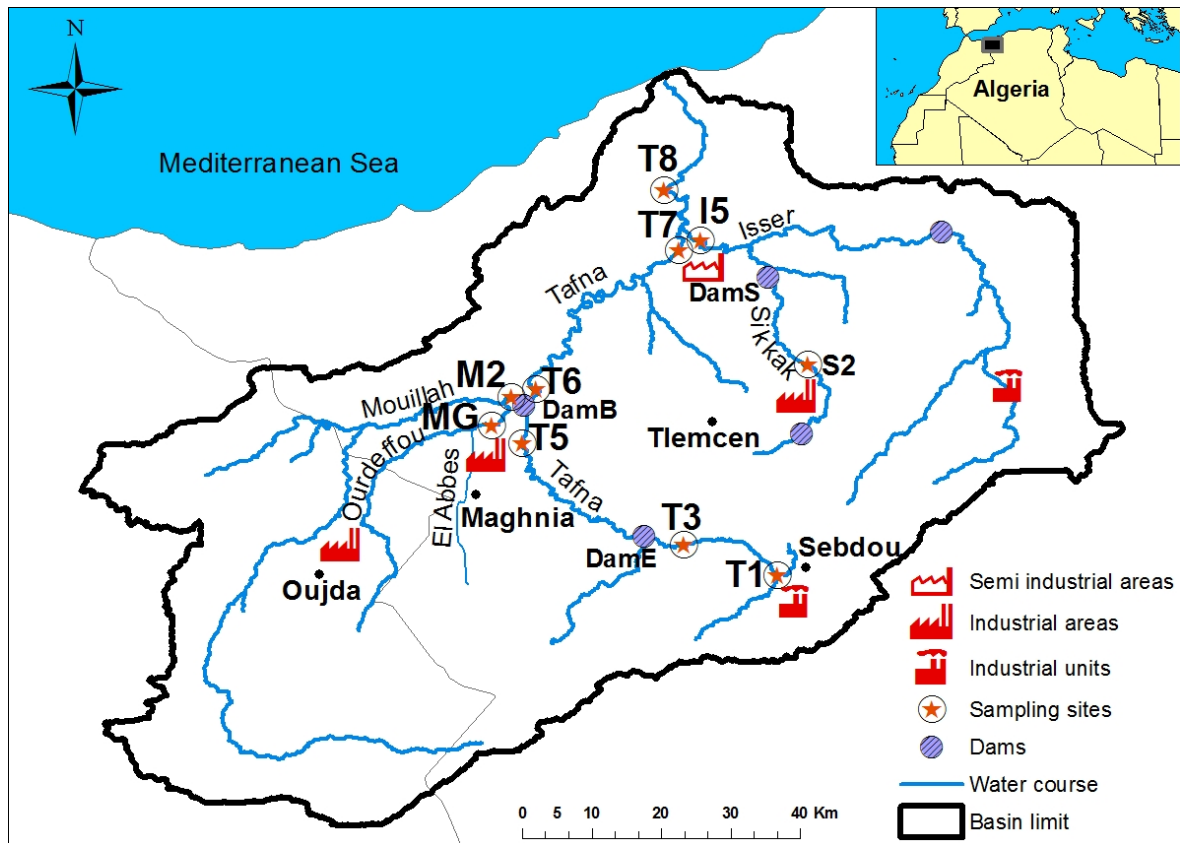 N
Algeria
Mediterranean Sea
T8
T7
I5
Isser
Tafna
DamS
Sikkak
S2
M2
T6
Mouillah
DamB
MG
T5
Tlemcen
Ourdeffou
El Abbes
Tafna
Maghnia
T3
DamE
Sebdou
T1
Oujda
Semi industrial areas
Industrial areas
Industrial units
Sampling sites
Dams
Water course
Basin limit
0 5 10 20 30 40 Km